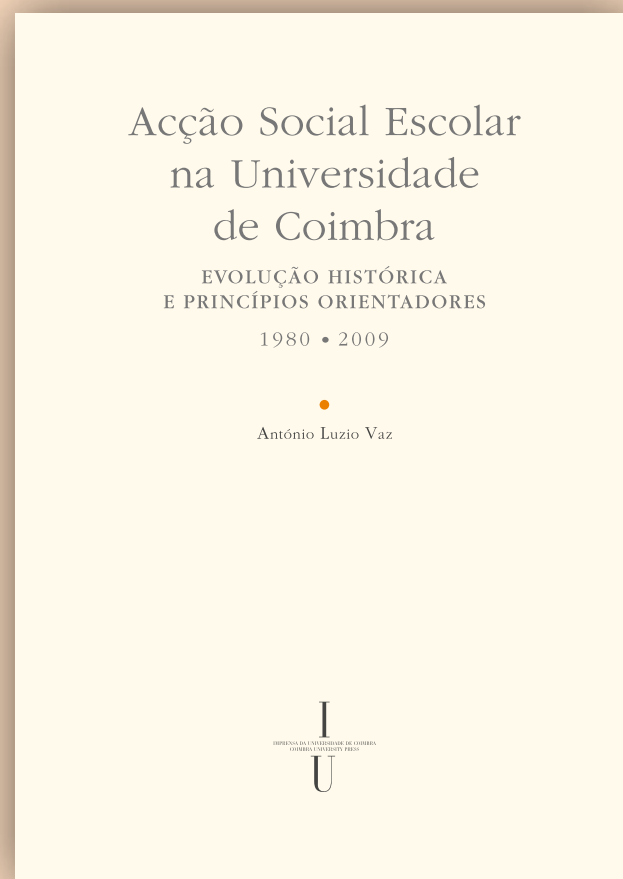 Acção Social Escolar
na Universidade
de Coimbra
EVOLUÇÃO HISTÓRICA
E PRINCÍPIOS ORIENTADORES
1980 • 2009
António Luzio Vaz
I
IMPRENSA DA UNIVERSIDADE DE COIMBRA
COIMBRA UNIVERSITY PRESS
U